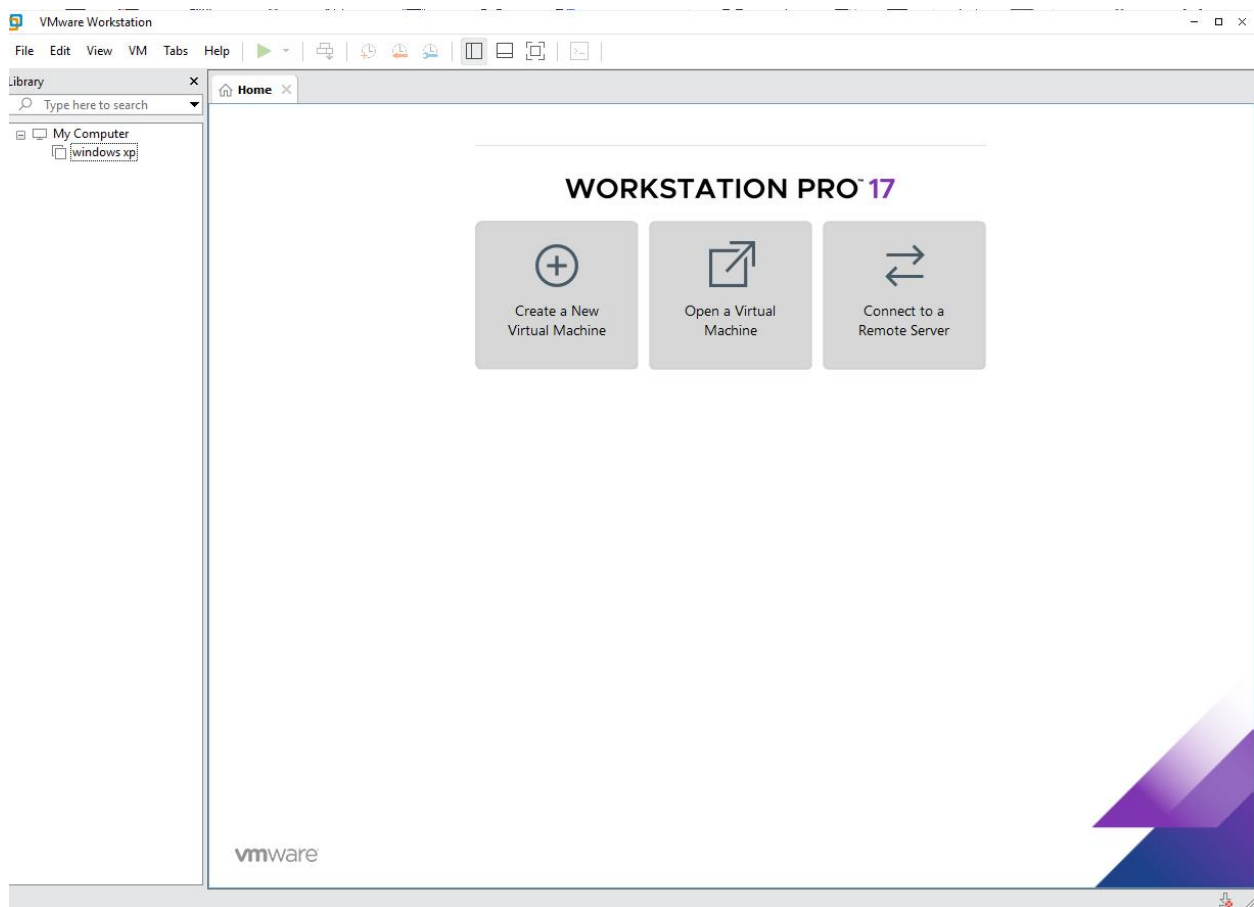 VMware Workstation
File Edit View VM Tabs Help
Library
Type here to search
Home
My Computer
windows xp
WORKSTATION PRO™ 17
Create a New
Virtual Machine
Open a Virtual
Machine
Connect to a
Remote Server
vmware